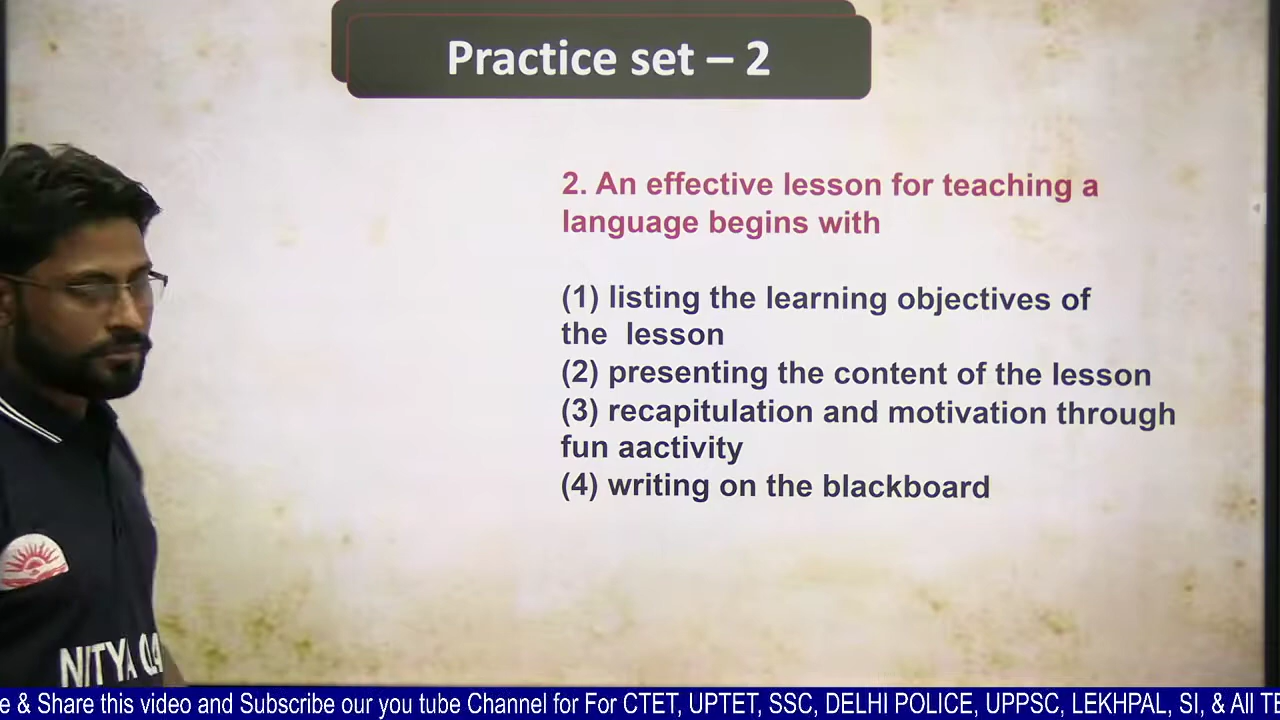 Practice set – 2
2. An effective lesson for teaching a
language begins with
(1) listing the learning objectives of
the lesson
(2) presenting the content of the lesson
(3) recapitulation and motivation through
fun aactivity
(4) writing on the blackboard
NITYA
& Share this video and Subscribe our you tube Channel for For CTET, UPTET, SSC, DELHI POLICE, UPPSC, LEKHPAL, SI, & All